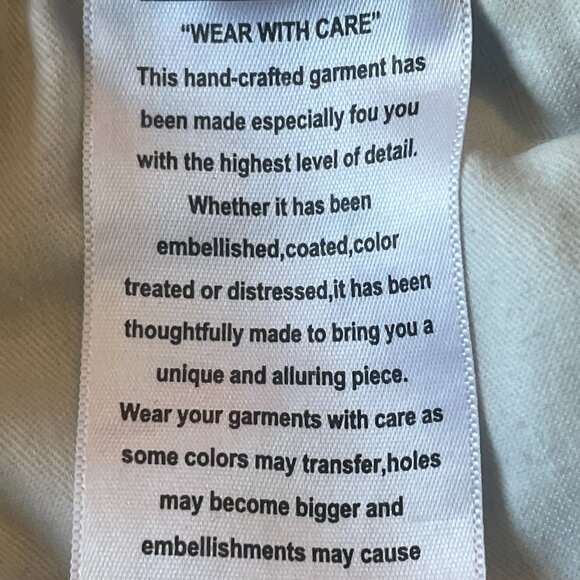 “WEAR WITH CARE”
This hand-crafted garment has
been made especially fou you
with the highest level of detail.
Whether it has been
embellished,coated,color
treated or distressed,it has been
thoughtfully made to bring you a
unique and alluring piece.
Wear your garments with care as
some colors may transfer,holes
may become bigger and
embellishments may cause